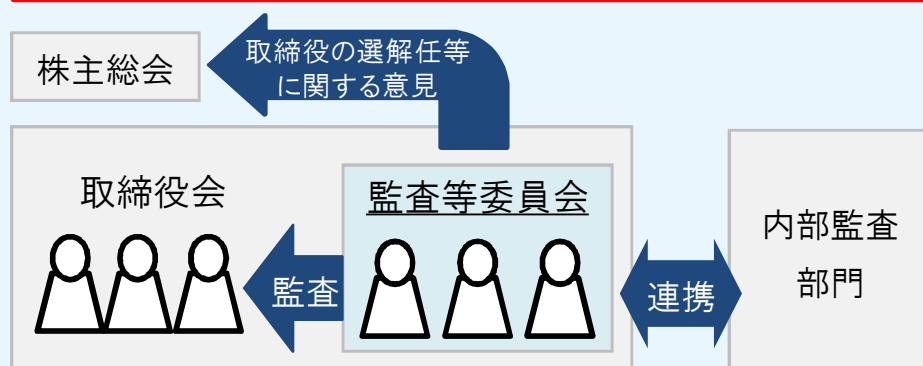 株主総会
取締役の選解任等
に関する意見
取締役会
監査等委員会
監査
連携
内部監査
部門